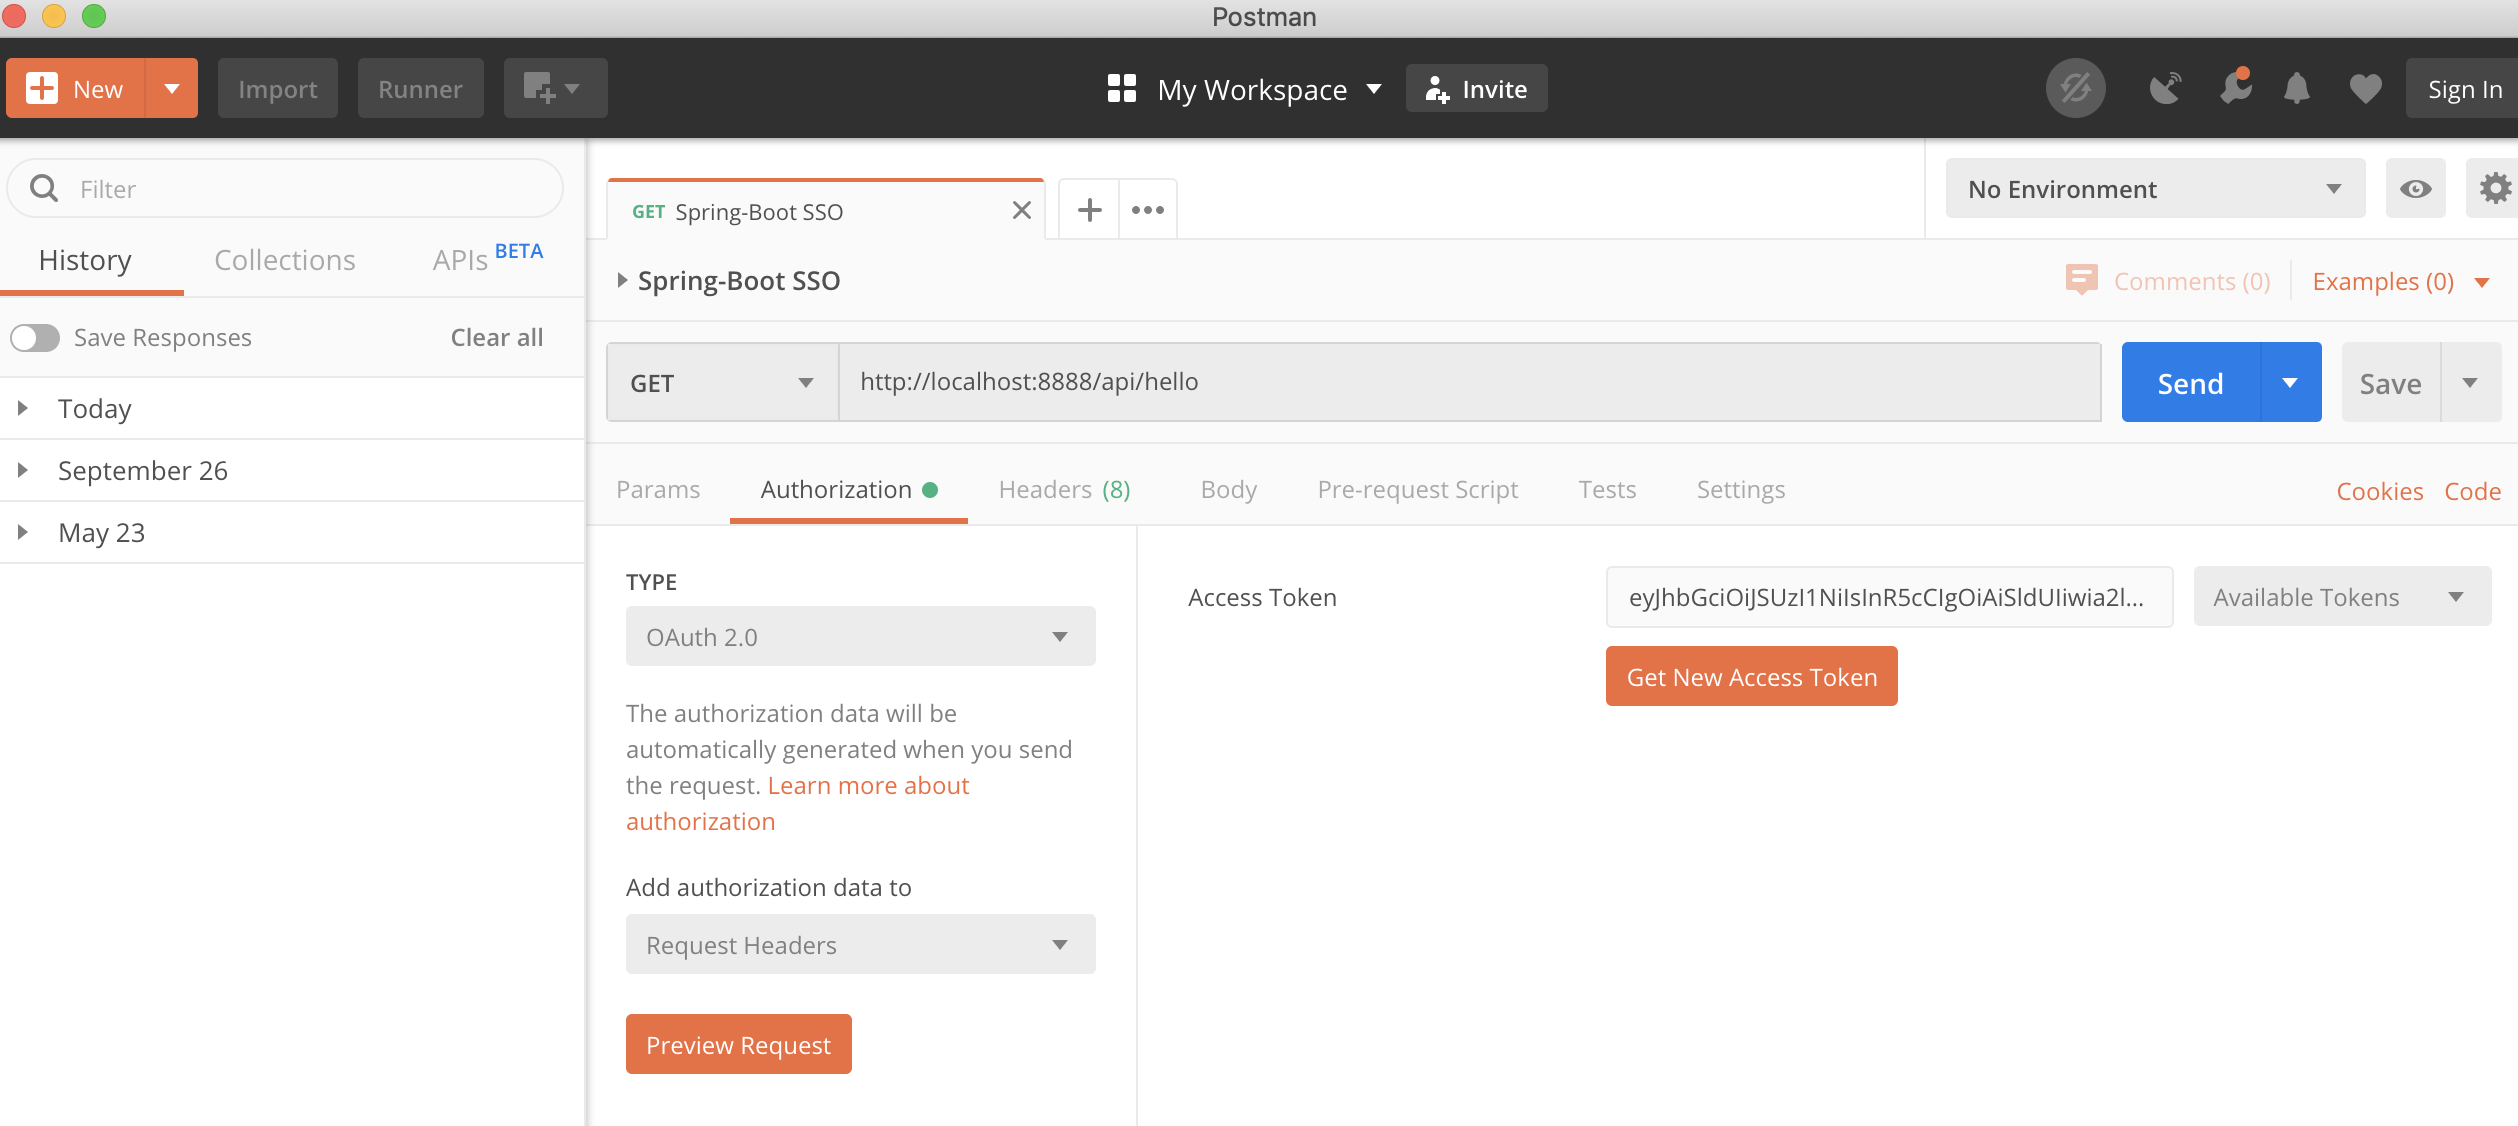 Postman
New
Import
Runner
My Workspace
Invite
Sign In
Filter
History
Collections
APIs BETA
Save Responses
Clear all
Today
September 26
May 23
GET Spring-Boot SSO
No Environment
Spring-Boot SSO
Comments (0)
Examples (0)
GET
http://localhost:8888/api/hello
Send
Save
Params
Authorization
Headers (8)
Body
Pre-request Script
Tests
Settings
Cookies
Code
TYPE
OAuth 2.0
The authorization data will be
automatically generated when you send
the request. Learn more about
authorization
Add authorization data to
Request Headers
Preview Request
Access Token
eyJhbGciOiJSUzI1NiIsInR5cCIgOiAiSldUIiwia2l...
Available Tokens
Get New Access Token